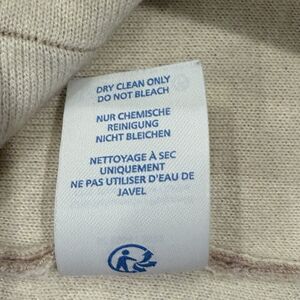 DRY CLEAN ONLY
DO NOT BLEACH
NUR CHEMISCHE
REINIGUNG
NICHT BLEICHEN
NETTOYAGE À SEC
UNIQUEMENT
NE PAS UTILISER D'EAU DE
JAVEL